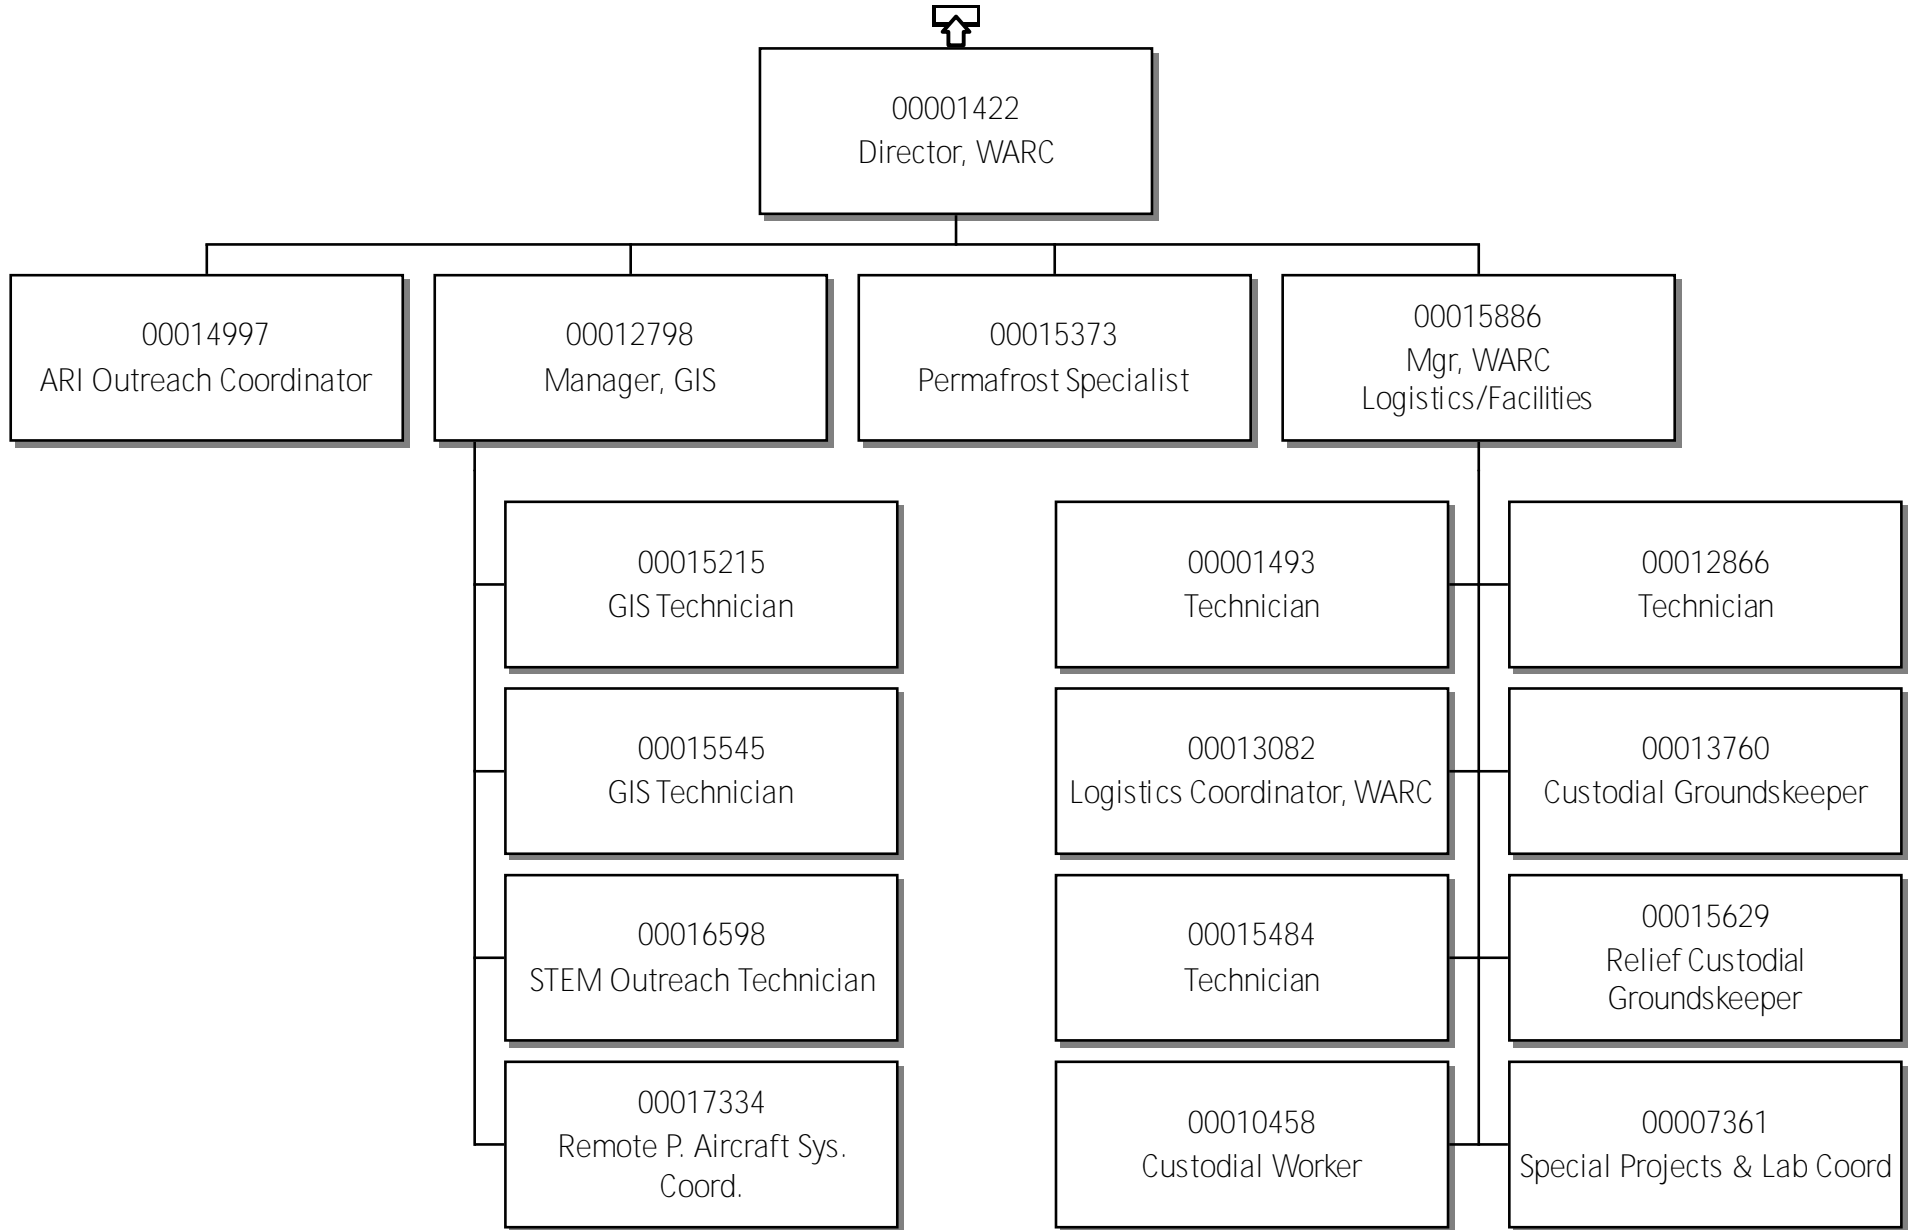 00001422
Director, WARC
00014997
ARI Outreach Coordinator
00012798
Manager, GIS
00015373
Permafrost Specialist
00015886
Mgr, WARC
Logistics/Facilities
00015215
GIS Technician
00015545
GIS Technician
00016598
STEM Outreach Technician
00017334
Remote P. Aircraft Sys.
Coord.
00001493
Technician
00012866
Technician
00013082
Logistics Coordinator, WARC
00013760
Custodial Groundskeeper
00015484
Technician
00015629
Relief Custodial
Groundskeeper
00010458
Custodial Worker
00007361
Special Projects & Lab Coord